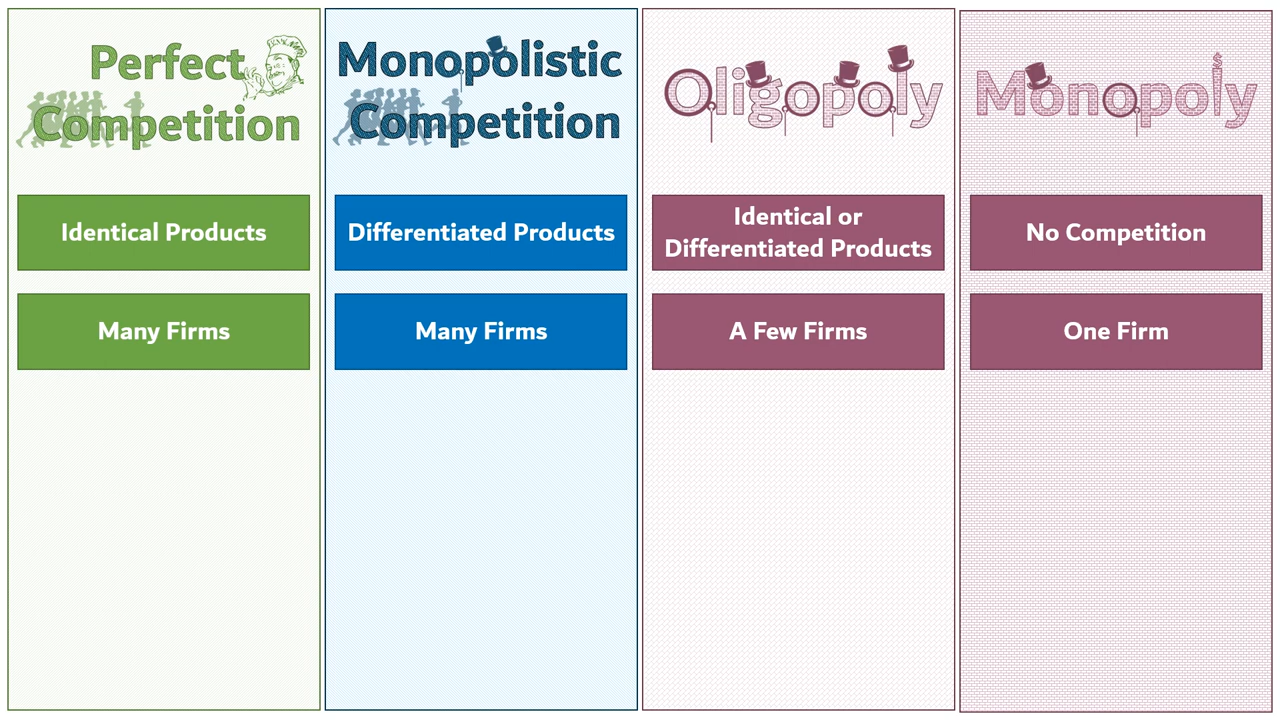 Perfect
Competition
Identical Products
Many Firms
Monopolistic
Competition
Differentiated Products
Many Firms
Oligopoly
Identical or
Differentiated Products
A Few Firms
Monopoly
$
No Competition
One Firm